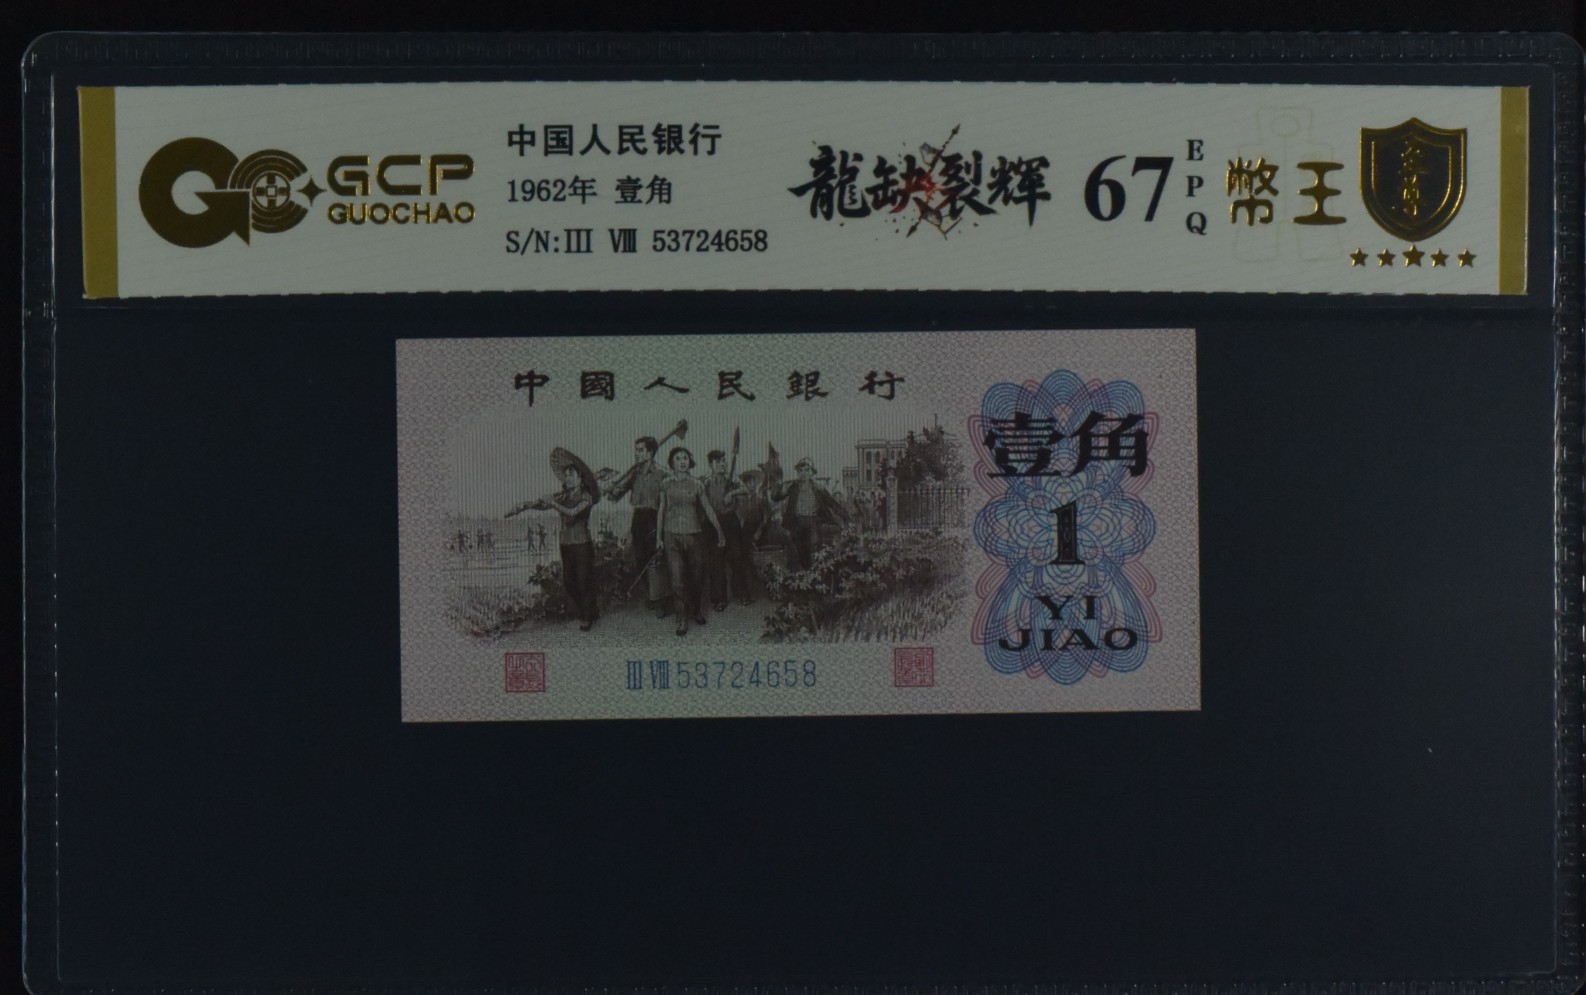 GCP
GUOCHAO
中国人民银行
1962年 壹角
S/N:III VIII 53724658
龍缺裂輝
67
EPQ
幣王
中國人民銀行
壹角
1
YI
JIAO
III VIII 53724658